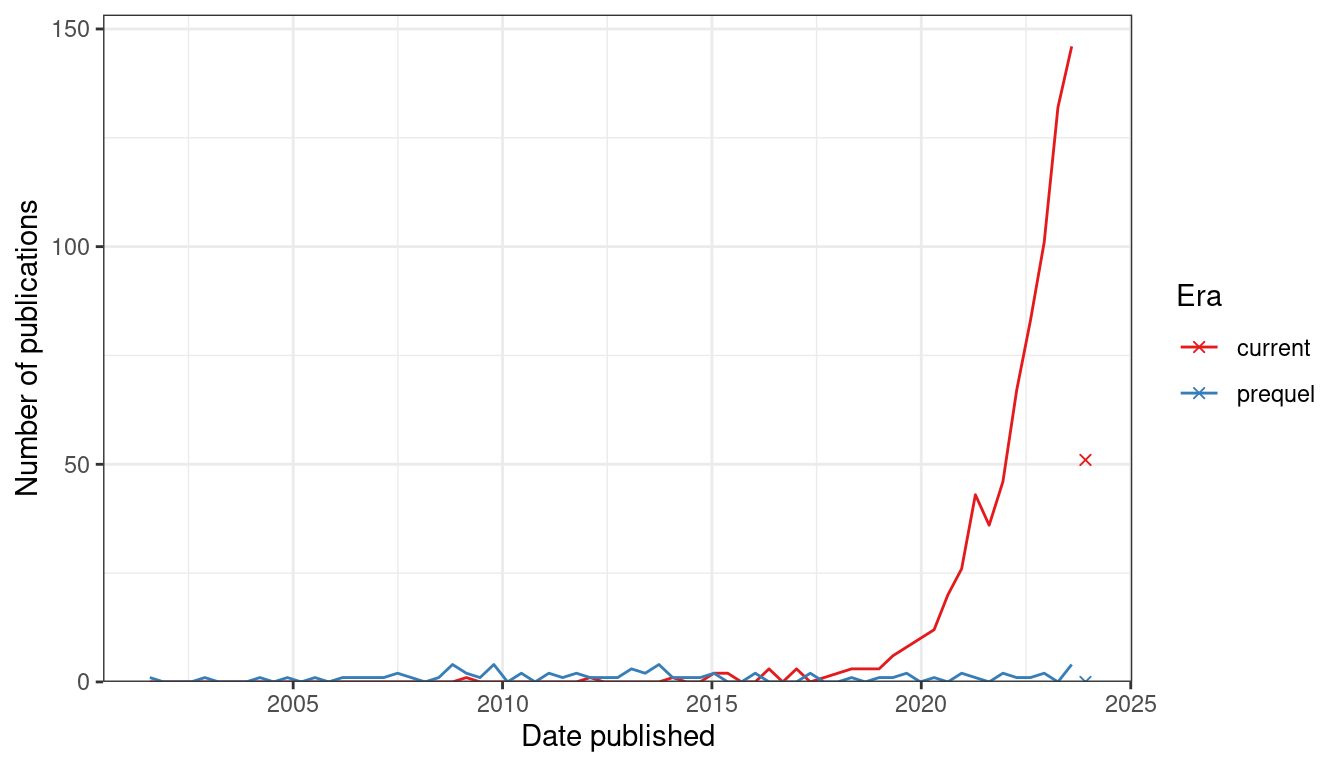 150
100
50
0
Number of publications
2005 2010 2015 2020 2025
Date published
Era
current
prequel